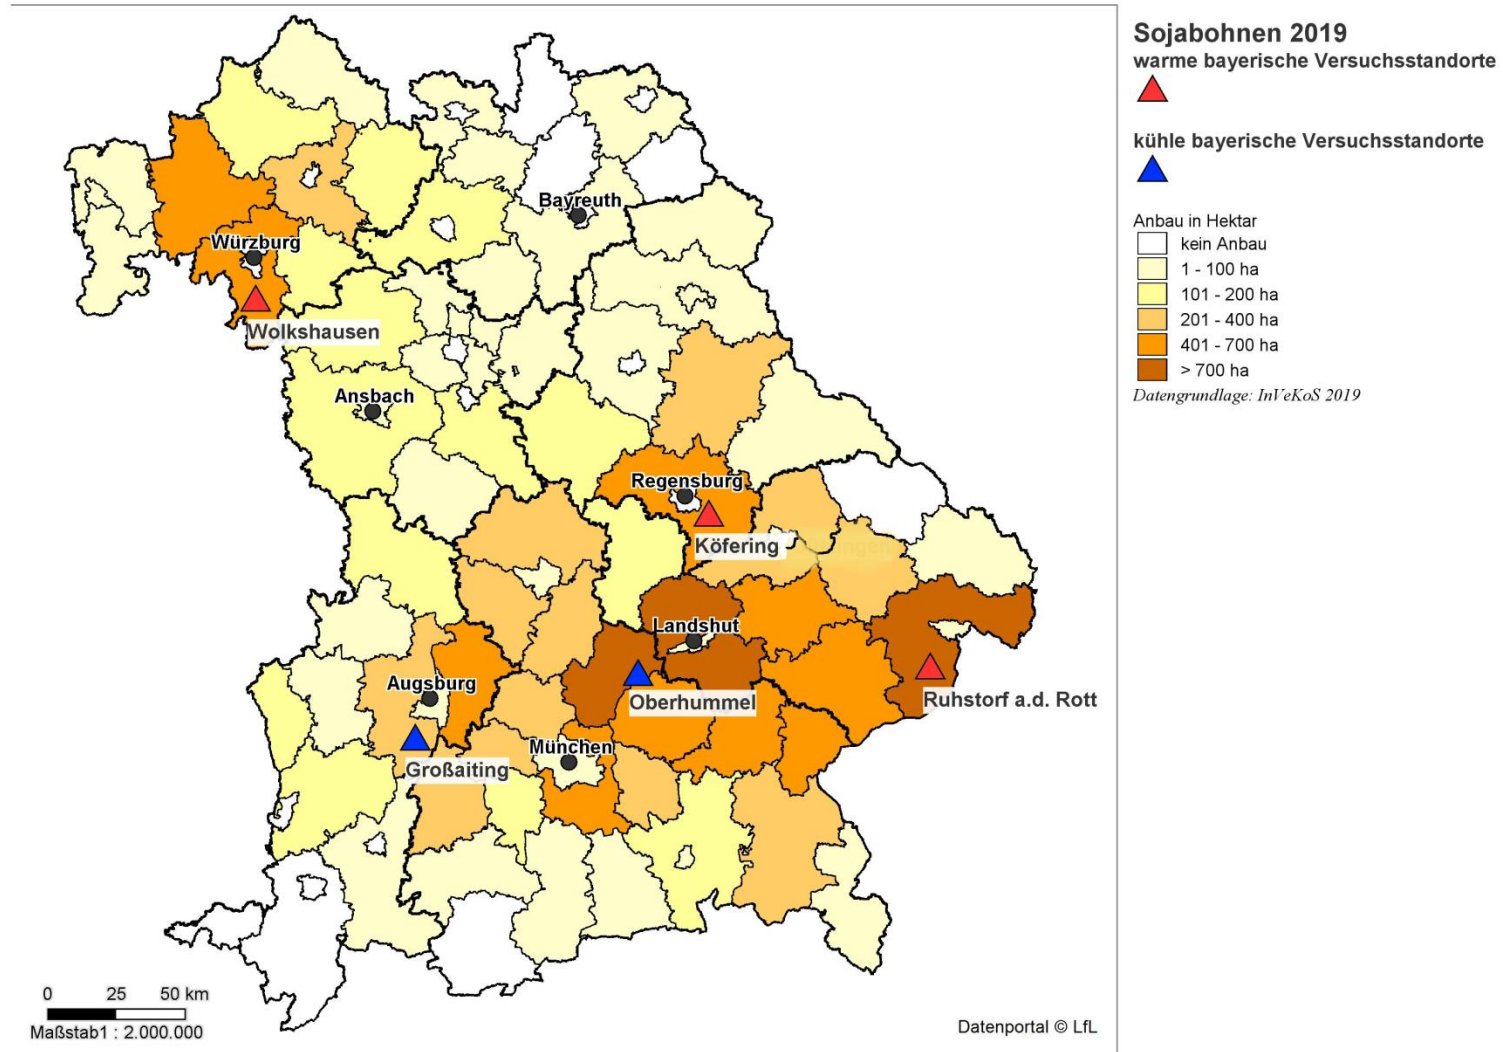 Sojabohnen 2019
warme bayerische Versuchsstandorte
kühle bayerische Versuchsstandorte
Anbau in Hektar
kein Anbau
1 - 100 ha
101 - 200 ha
201 - 400 ha
401 - 700 ha
> 700 ha
Datengrundlage: InVeKoS 2019
Bayreuth
Würzburg
Wolkshausen
Ansbach
Regensburg
Köfering
Landshut
Augsburg
Oberhummel
Ruhstorf a.d. Rott
München
Großaiting
0 25 50 km
Maßstab1 : 2.000.000
Datenportal © LfL